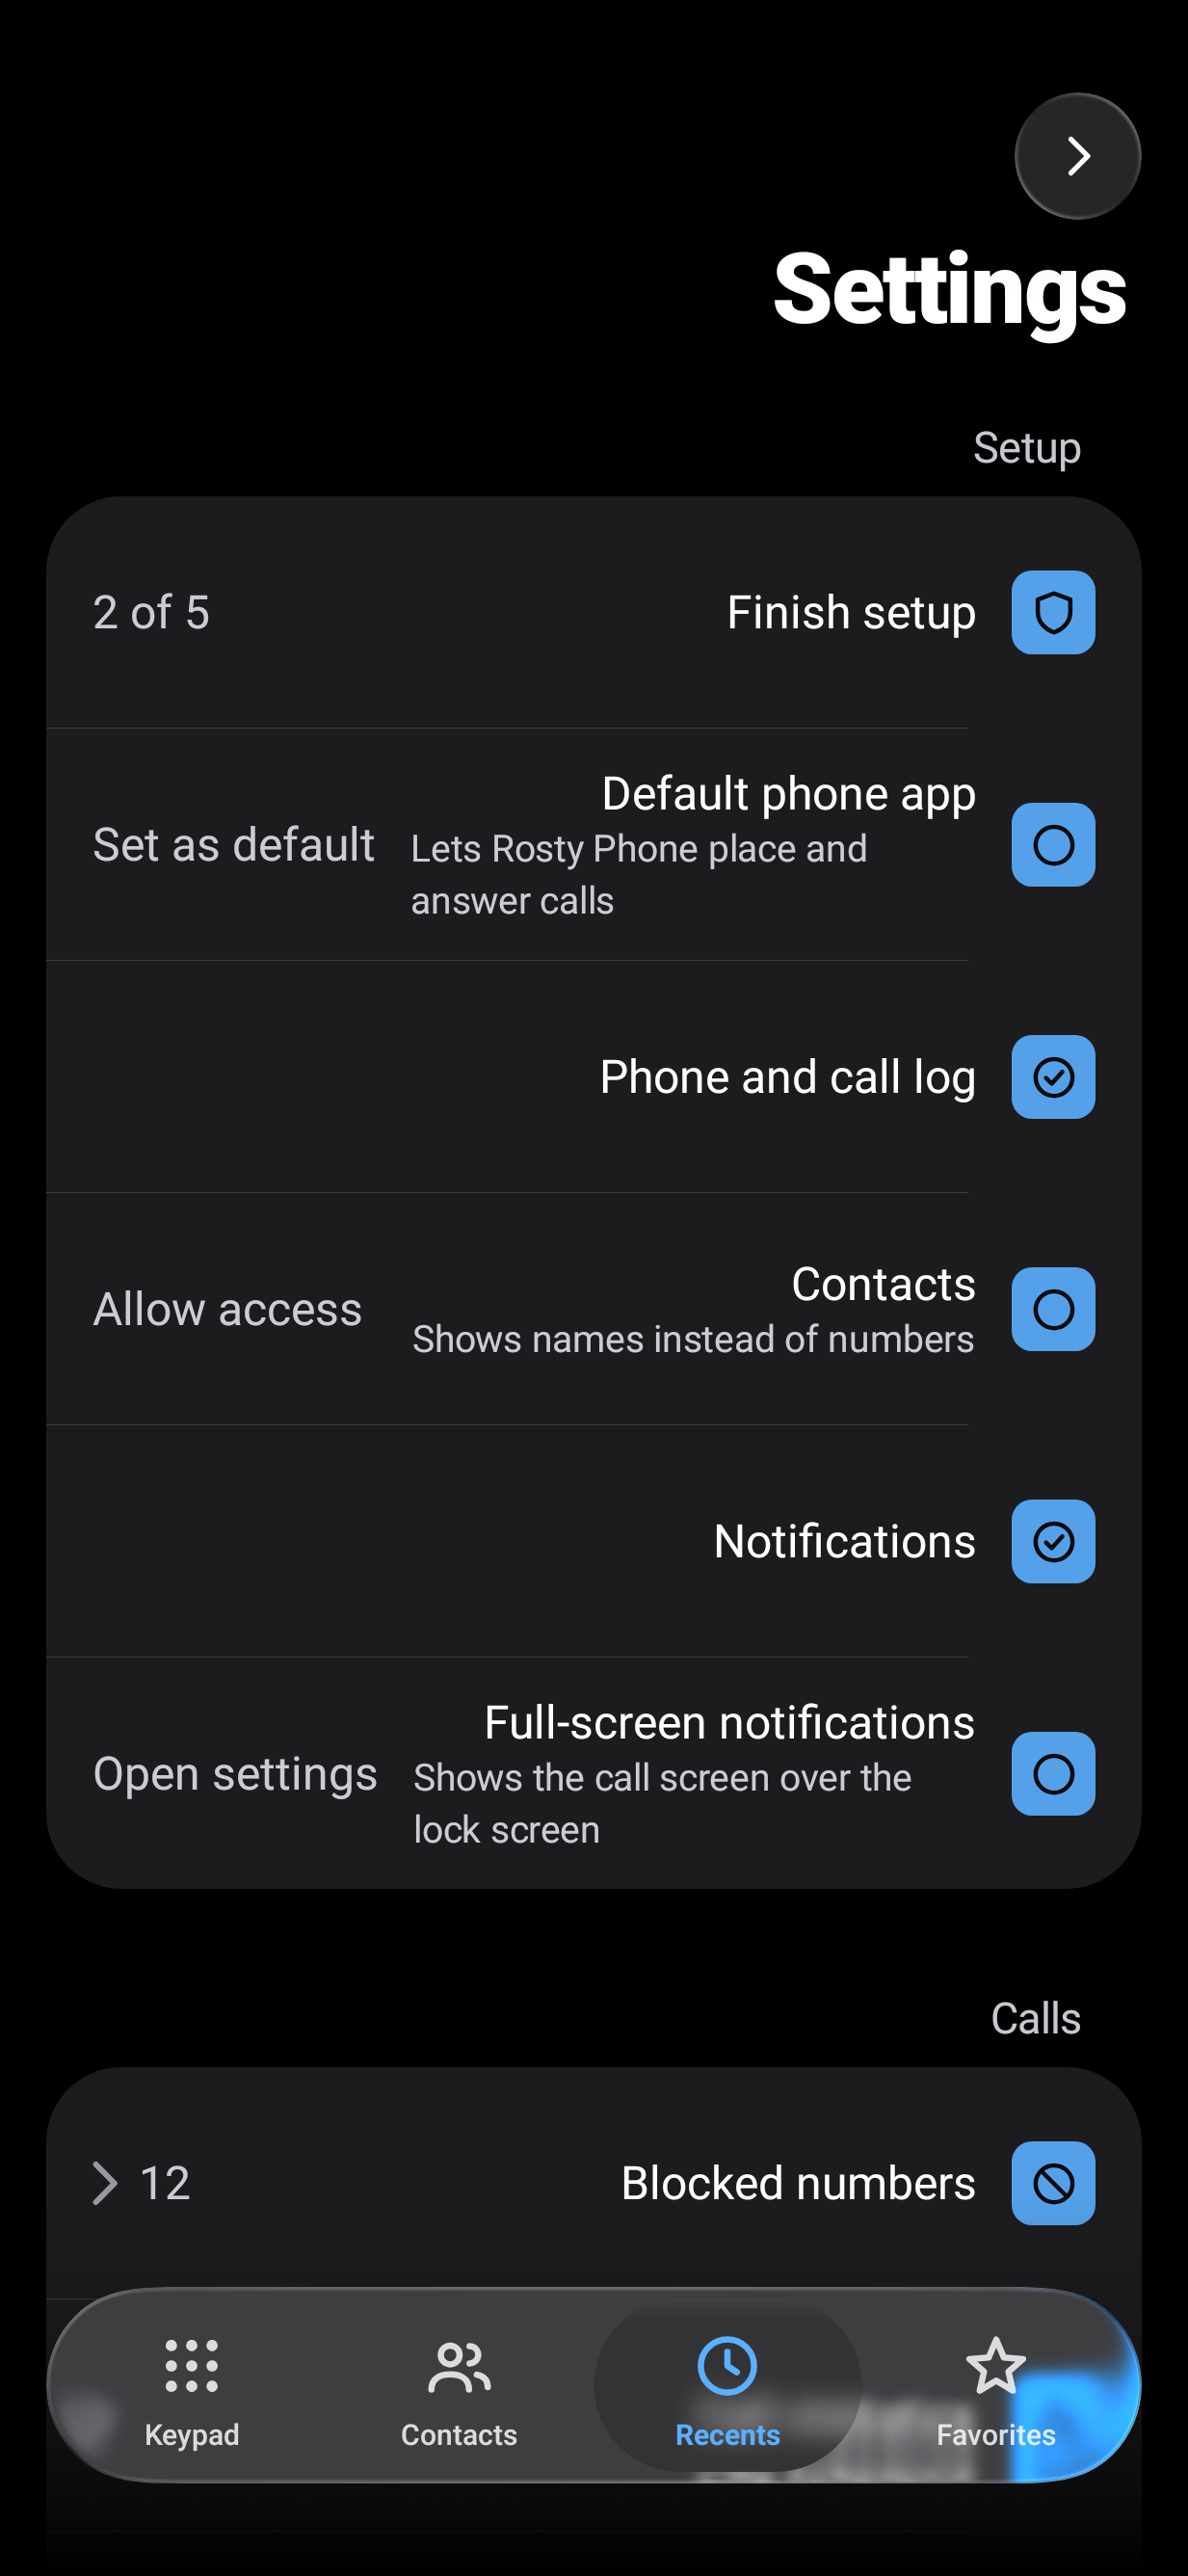 Settings
Setup
Finish setup
2 of 5
Default phone app
Lets Rosty Phone place and
answer calls
Set as default
Phone and call log
Contacts
Shows names instead of numbers
Allow access
Notifications
Full-screen notifications
Shows the call screen over the
lock screen
Open settings
Calls
Blocked numbers
12
Keypad
Contacts
Recents
Favorites